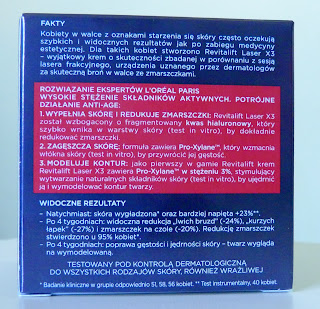 FAKTY
Kobiety w walce z oznakami starzenia się skóry często oczekują
szybkich i widocznych rezultatów jak po zabiegu medycyny
estetycznej. Dla takich kobiet stworzono Revitalift Laser X3
– wyjątkowy krem o skuteczności zbadanej w porównaniu z sesją
lasera frakcyjnego, urządzenia uznanego przez dermatologów
za skuteczną broń w walce ze zmarszczkami.
ROZWIĄZANIE EKSPERTÓW L'ORÉAL PARIS
WYSOKIE STĘŻENIE SKŁADNIKÓW AKTYWNYCH. POTRÓJNE
DZIAŁANIE ANTI-AGE:
1. WYPEŁNIA SKÓRĘ I REDUKUJE ZMARSZCZKI: Revitalift Laser X3
został wzbogacony o fragmentowany kwas hialuronowy, który
szybko wnika w warstwy skóry (test in vitro), by dokładnie
redukować zmarszczki.
2. ZAGĘSZCZA SKÓRĘ: formuła zawiera Pro-Xylane™, który wzmacnia
włókna skóry (test in vitro), by przywrócić jej gęstość.
3. MODELUJE KONTUR: jako pierwszy w gamie Revitalift krem
Revitalift Laser X3 zawiera Pro-Xylane™ w stężeniu 3%, stymulujący
wytwarzanie naturalnych składników skóry (test in vitro), by ujędrnić
ją i wymodelować kontur twarzy.
WIDOCZNE REZULTATY
– Natychmiast: skóra wygładzona* oraz bardziej napięta +23%**.
– Po 4 tygodniach: widoczna redukcja „lwich bruzd” (-24%), „kurzych
łapek” (-27%) i zmarszczek na czole (-20%). Redukcję zmarszczek
stwierdzono u 95% kobiet*.
– Po 4 tygodniach: poprawa gęstości i jędrności skóry – twarz wygląda
na wymodelowaną.
TESTOWANY POD KONTROLĄ DERMATOLOGICZNĄ
DO WSZYSTKICH RODZAJÓW SKÓRY, RÓWNIEŻ WRAŻLIWEJ
* Badanie kliniczne w grupie odpowiednio 51, 58, 56 kobiet. ** Test instrumentalny, 40 kobiet.